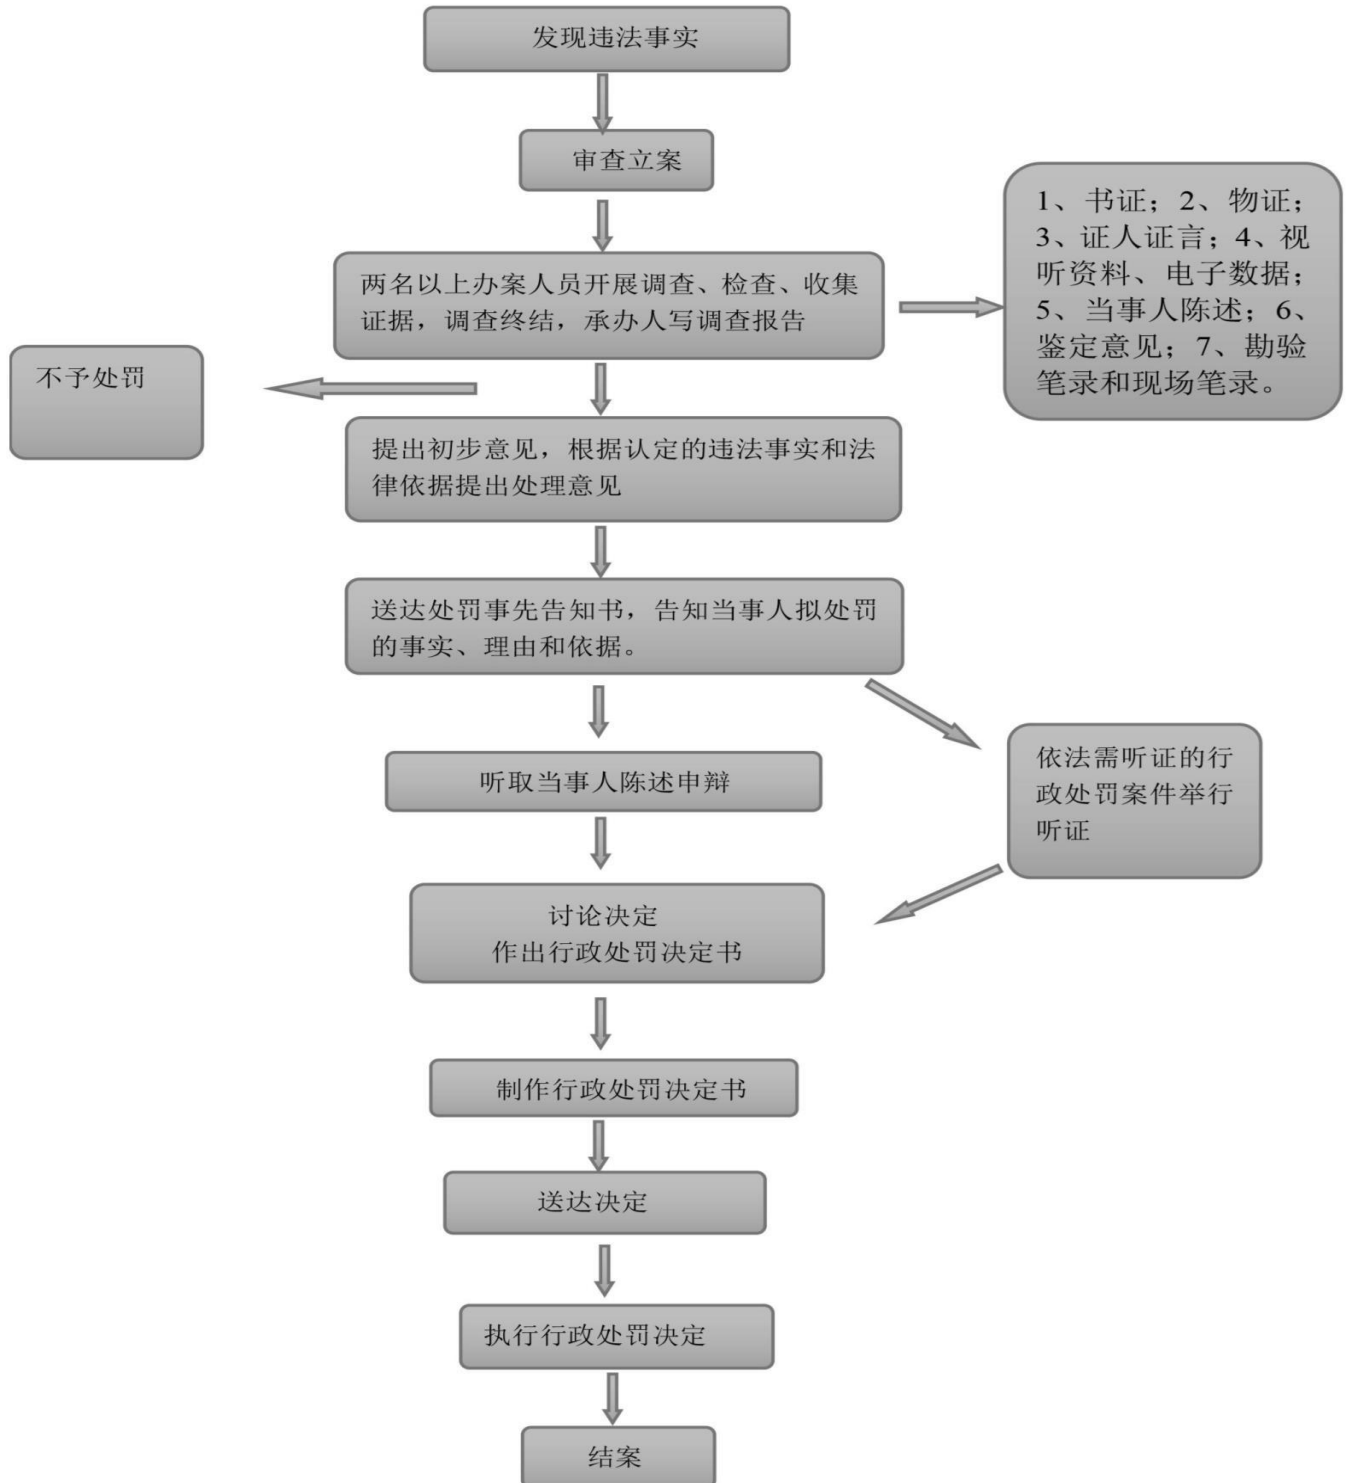 发现违法事实
审查立案
1、书证；2、物证；
3、证人证言；4、视
听资料、电子数据；
5、当事人陈述；6、
鉴定意见；7、勘验
笔录和现场笔录。
两名以上办案人员开展调查、检查、收集
证据，调查终结，承办人写调查报告
不予处罚
提出初步意见，根据认定的违法事实和法
律依据提出处理意见
送达处罚事先告知书，告知当事人拟处罚
的事实、理由和依据。
听取当事人陈述申辩
依法需听证的行
政处罚案件举行
听证
讨论决定
作出行政处罚决定书
制作行政处罚决定书
送达决定
执行行政处罚决定
结案